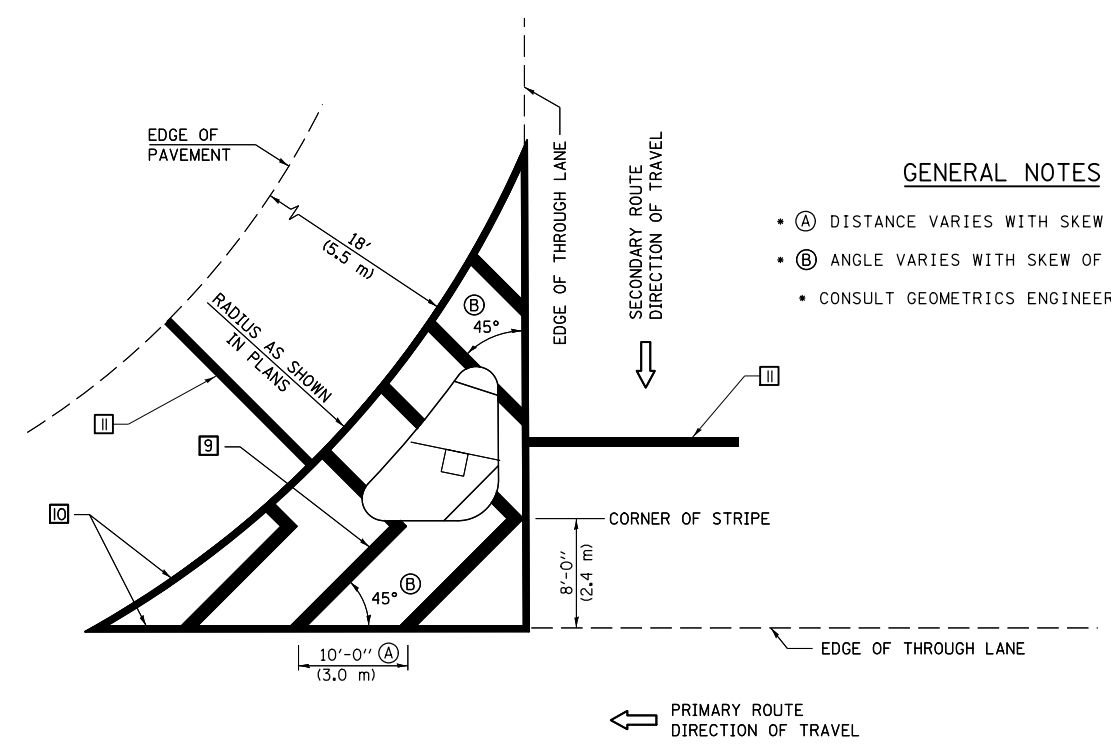 EDGE OF
PAVEMENT
18'
(5.5 m)
RADIUS AS SHOWN
IN PLANS
EDGE OF THROUGH LANE
SECONDARY ROUTE
DIRECTION OF TRAVEL
GENERAL NOTES
* Ⓐ DISTANCE VARIES WITH SKEW
* Ⓑ ANGLE VARIES WITH SKEW OF
* CONSULT GEOMETRICS ENGINEER
Ⓑ
45°
11
11
9
10
CORNER OF STRIPE
8'-0"
(2.4 m)
45° Ⓑ
10'-0" Ⓐ
(3.0 m)
EDGE OF THROUGH LANE
PRIMARY ROUTE
DIRECTION OF TRAVEL